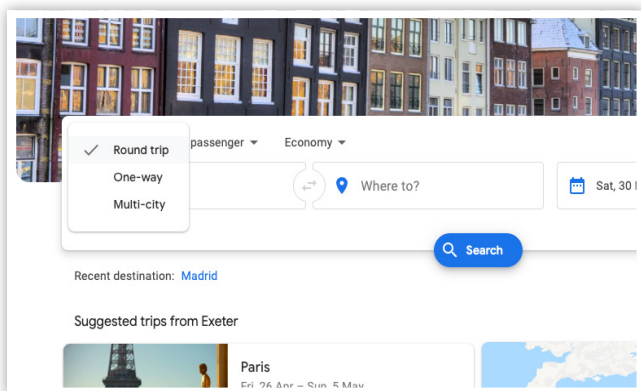 Round trip
passenger
Economy
One-way
Multi-city
Where to?
Sat, 30
Search
Recent destination: Madrid
Suggested trips from Exeter
Paris
Fri, 26 Apr – Sun, 5 May